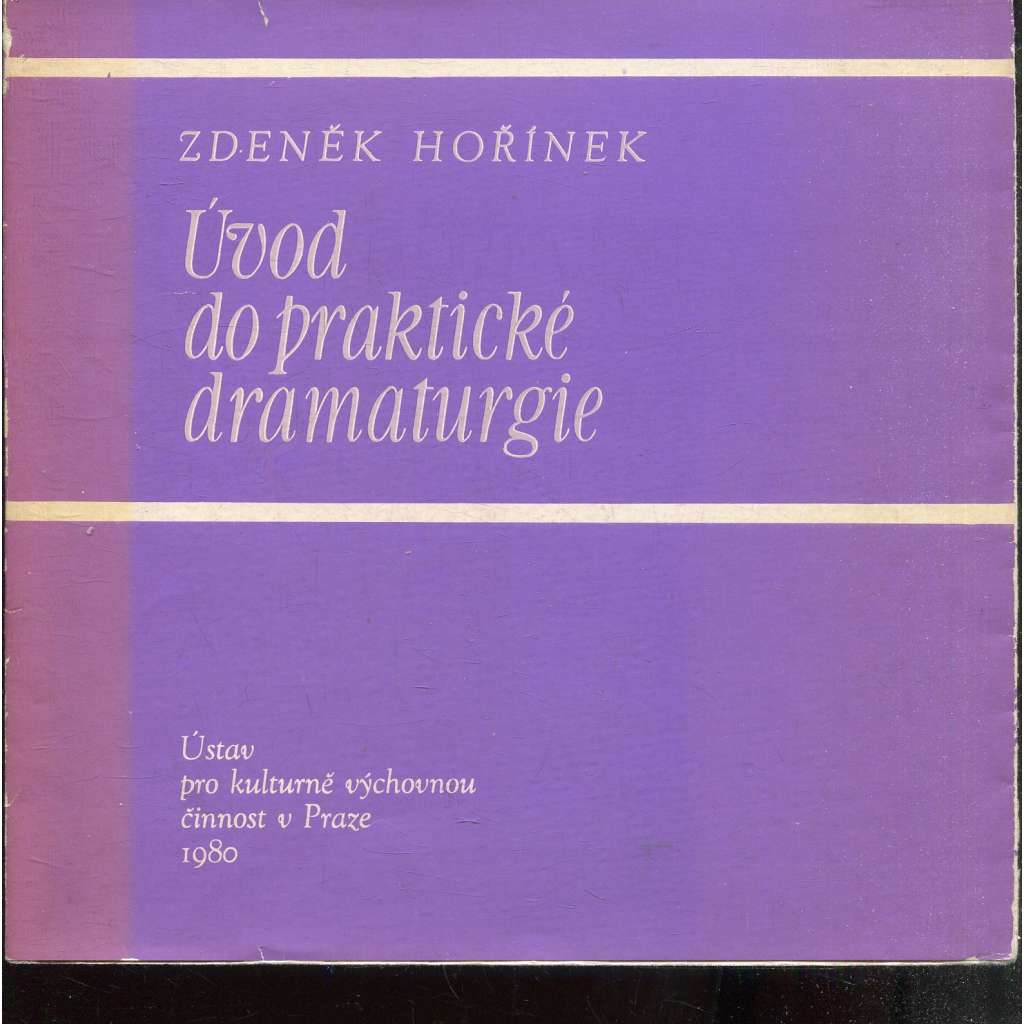 ZDENĚK HOŘÍNEK
Úvod
do praktické
dramaturgie
Ústav
pro kulturně výchovnou
činnost v Praze
1980